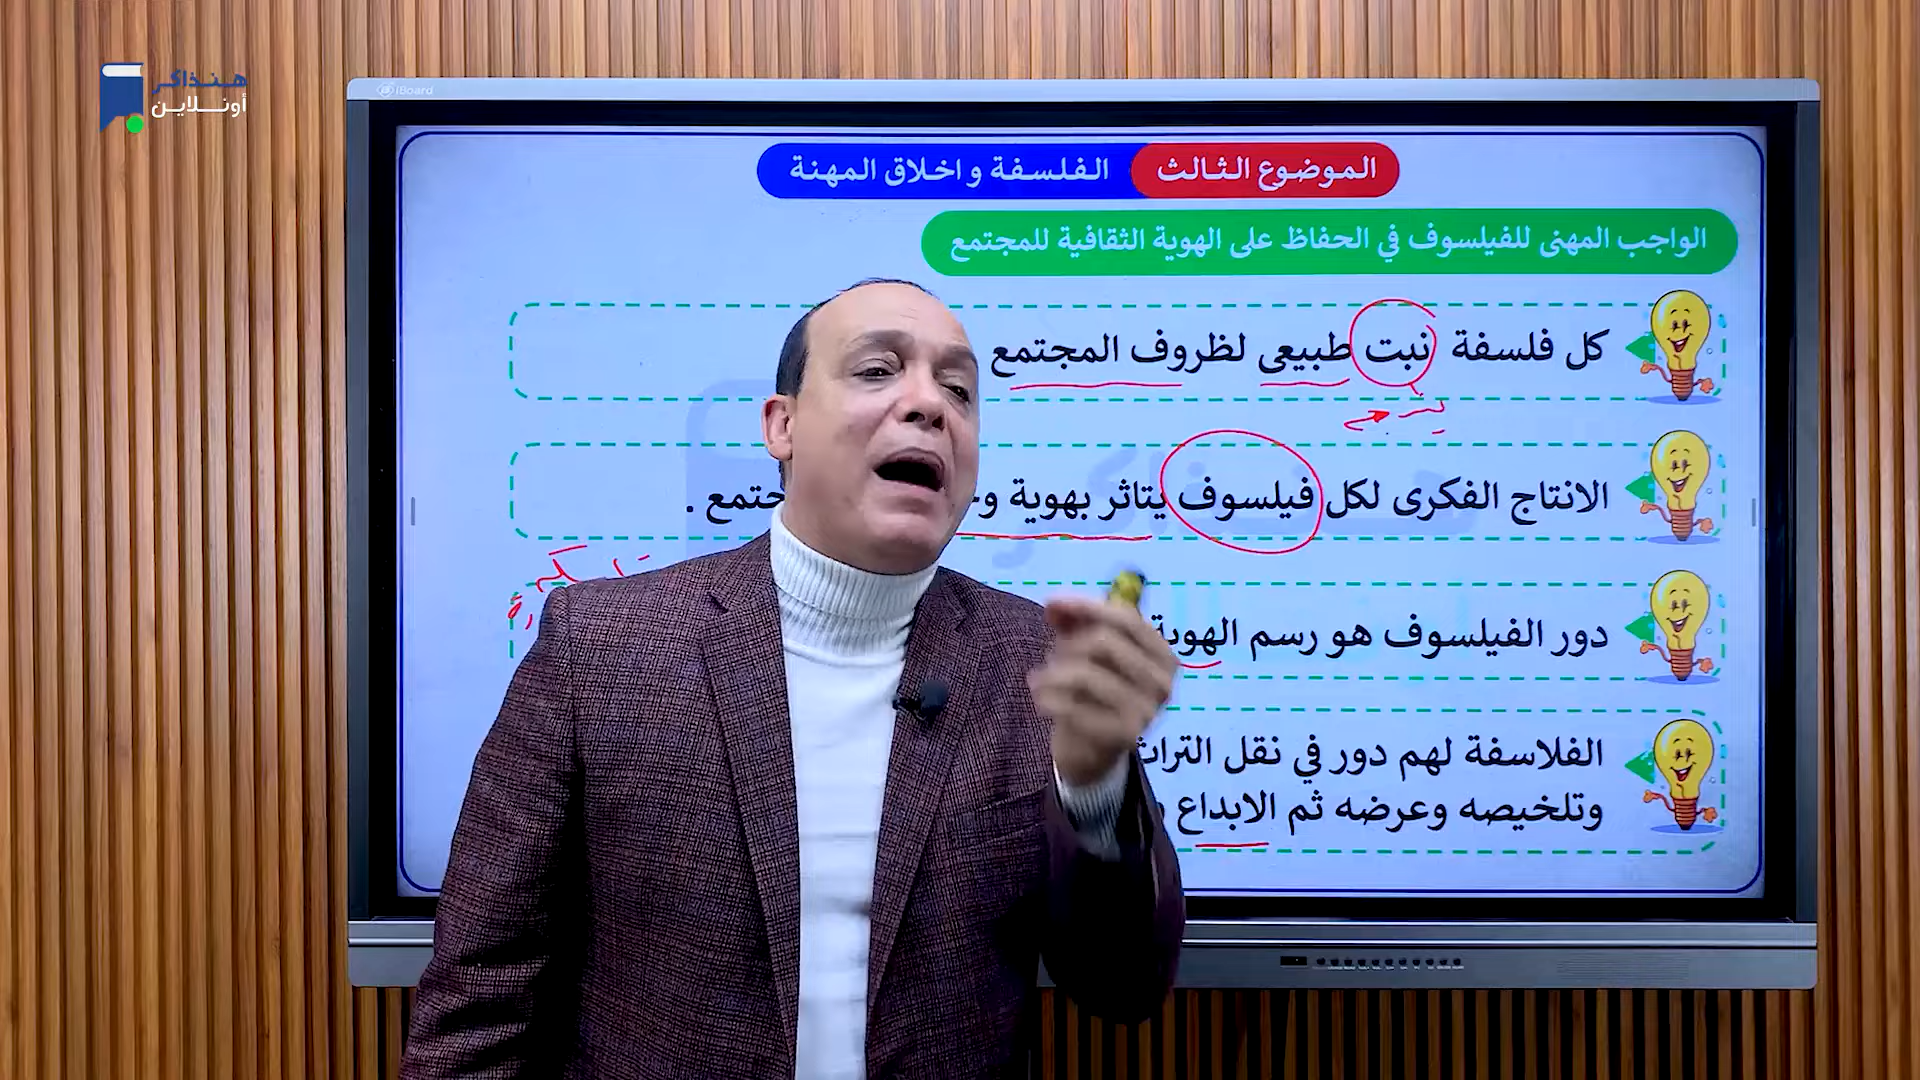 هنذاكر
أونلاين
iBoard
الموضوع الثالث
الفلسفة و اخلاق المهنة
الواجب المهنى للفيلسوف في الحفاظ على الهوية الثقافية للمجتمع
كل فلسفة نبت طبيعى لظروف المجتمع
الانتاج الفكرى لكل فيلسوف يتاثر بهوية
دور الفيلسوف هو رسم
الفلاسفة لهم دور في نقل
وتلخيصه وعرضه ثم الابداع